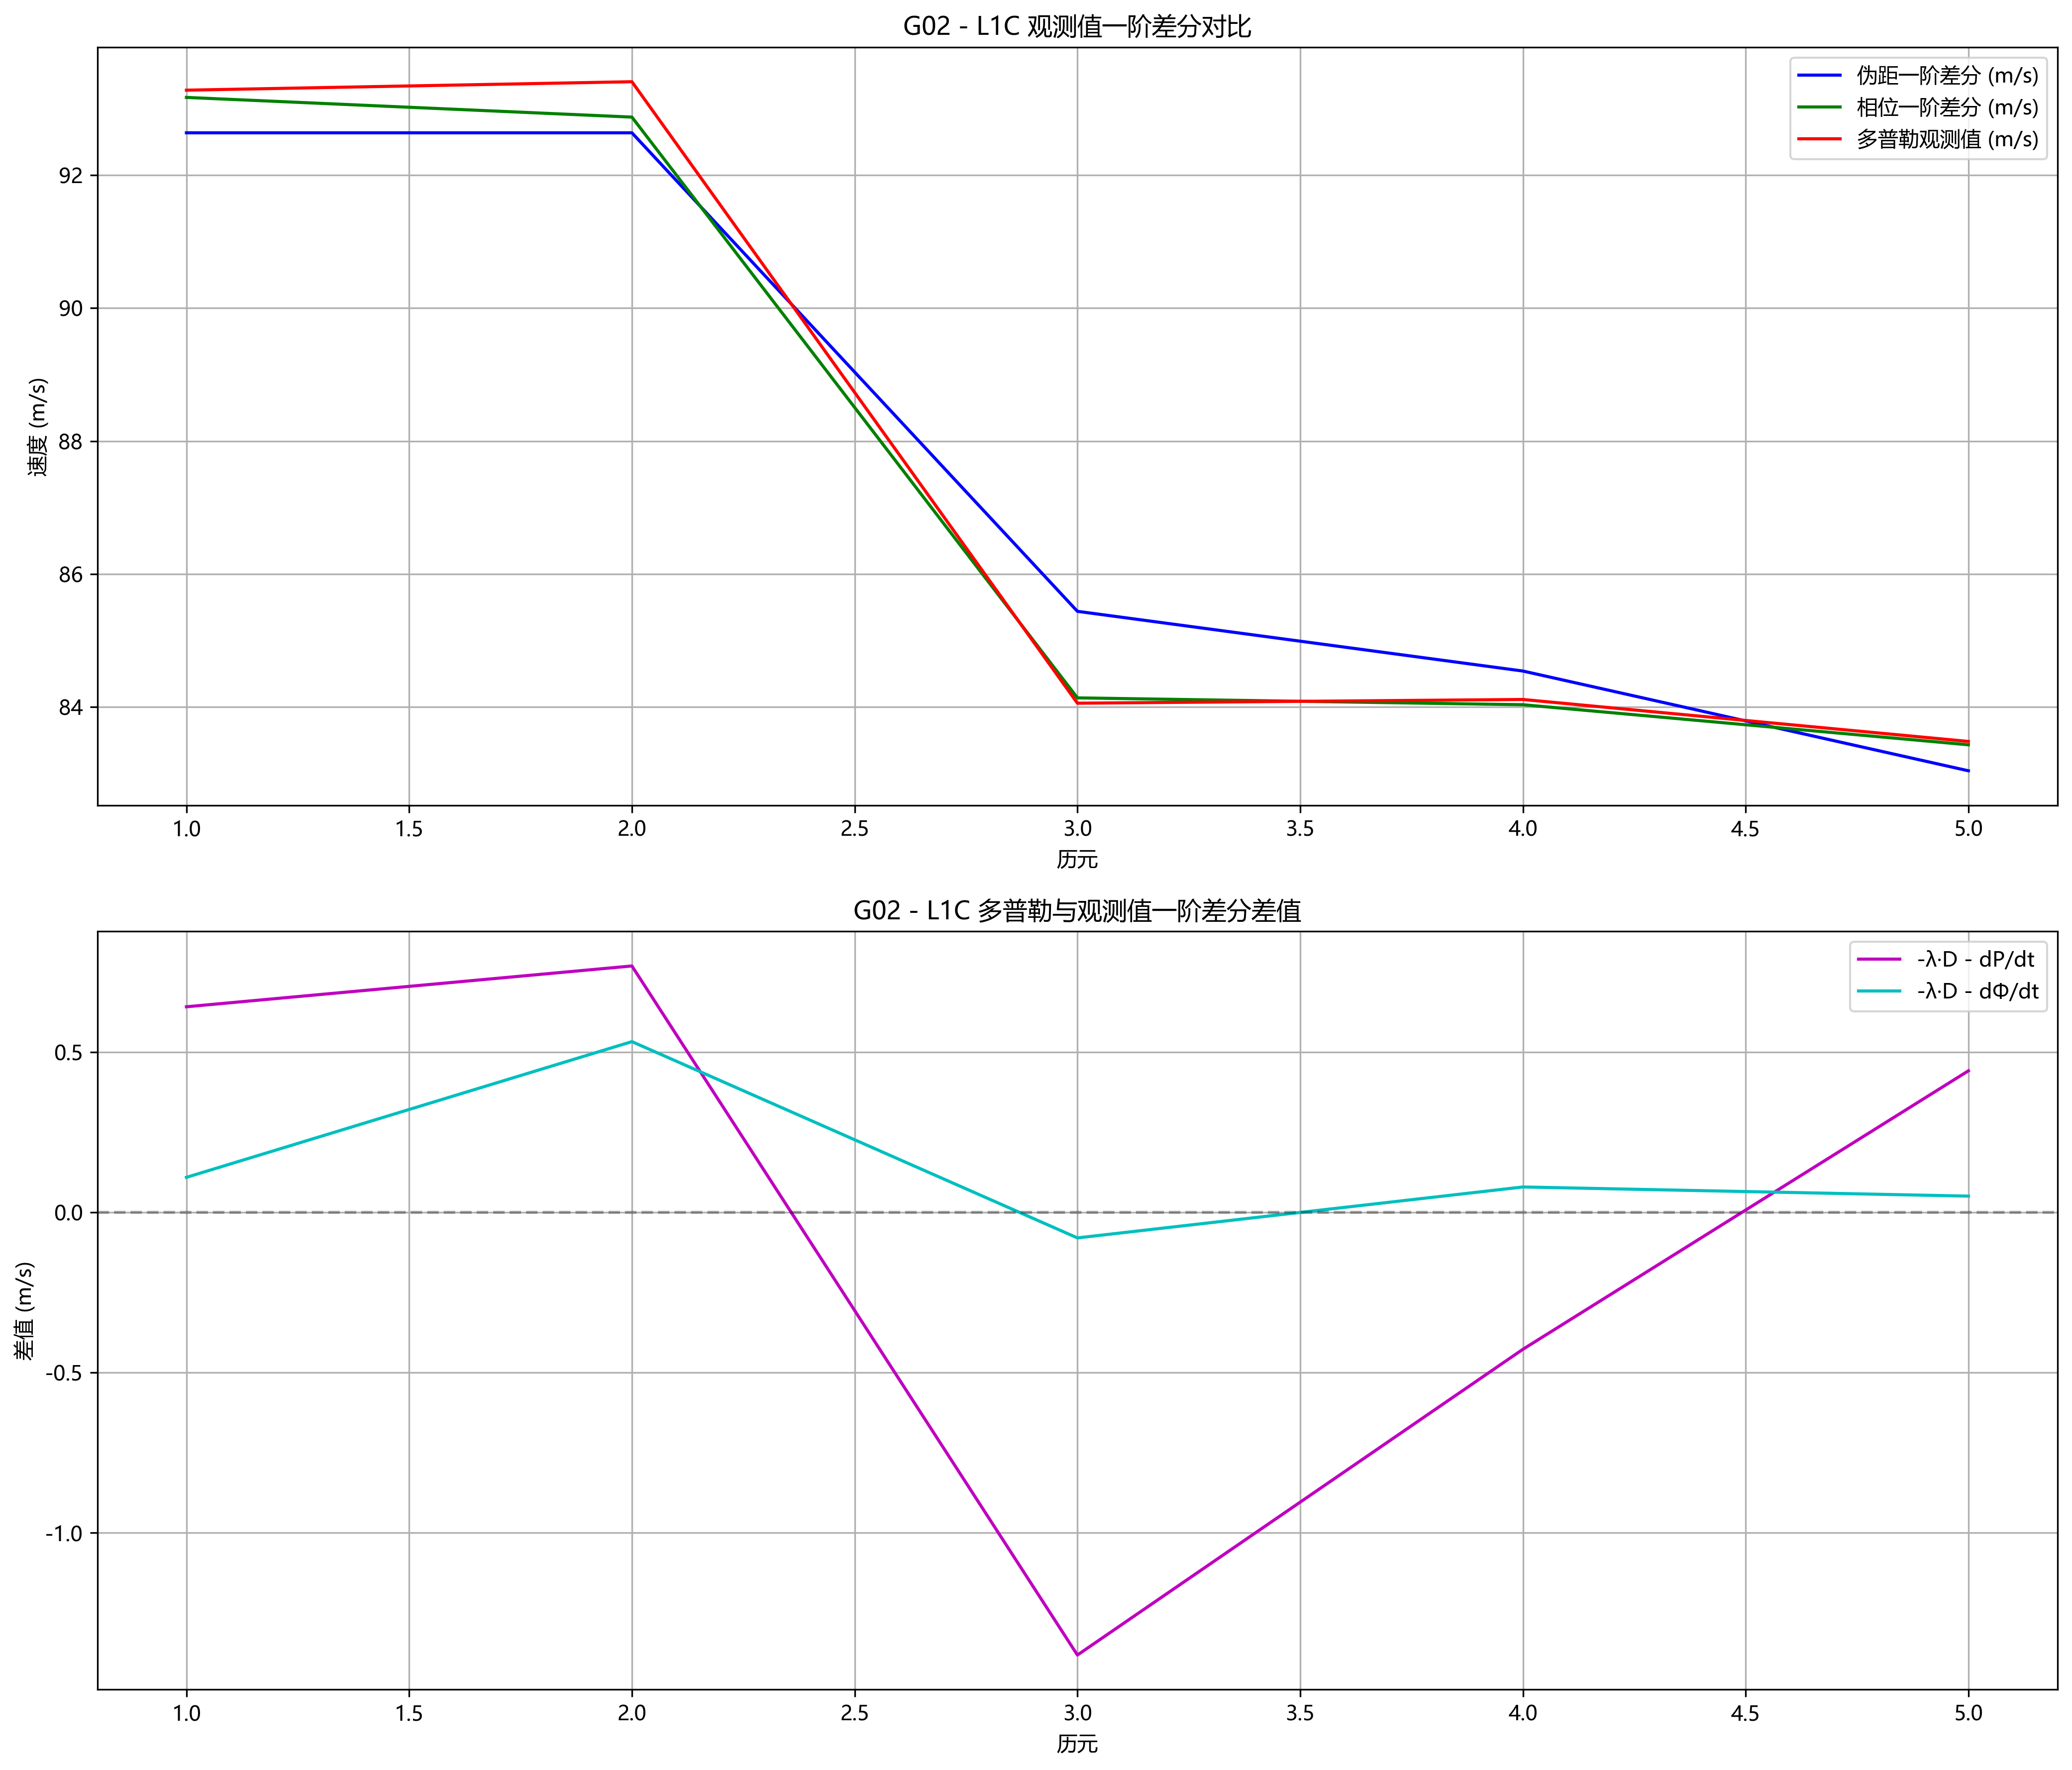 G02 - L1C 观测值一阶差分对比
伪距一阶差分 (m/s)
相位一阶差分 (m/s)
多普勒观测值 (m/s)
速度 (m/s)
92
90
88
86
84
1.0 1.5 2.0 2.5 3.0 3.5 4.0 4.5 5.0
历元
G02 - L1C 多普勒与观测值一阶差分差值
-λ·D - dP/dt
-λ·D - dΦ/dt
差值 (m/s)
0.5
0.0
-0.5
-1.0
1.0 1.5 2.0 2.5 3.0 3.5 4.0 4.5 5.0
历元